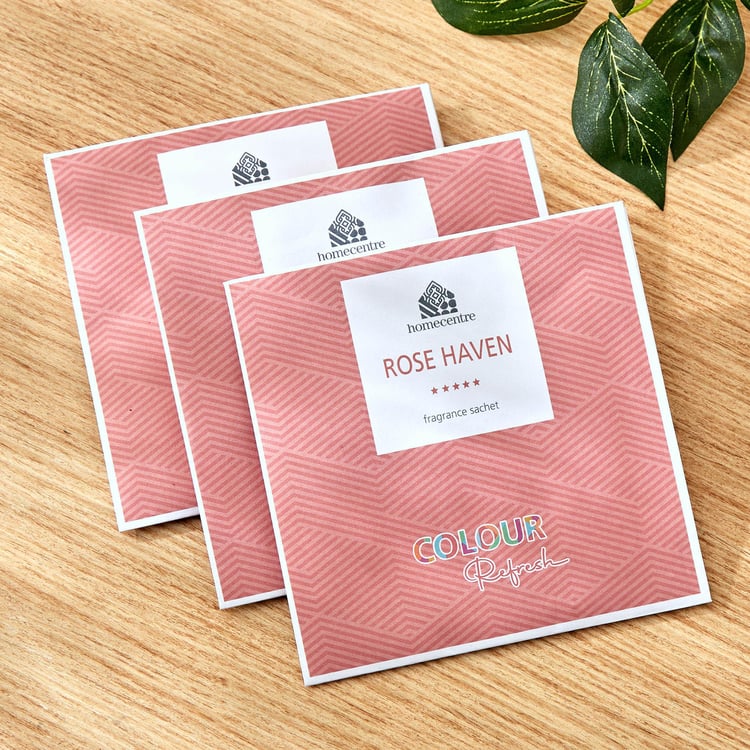 homecentre
homecentre
ROSE HAVEN
fragrance sachet
COLOUR
Refresh